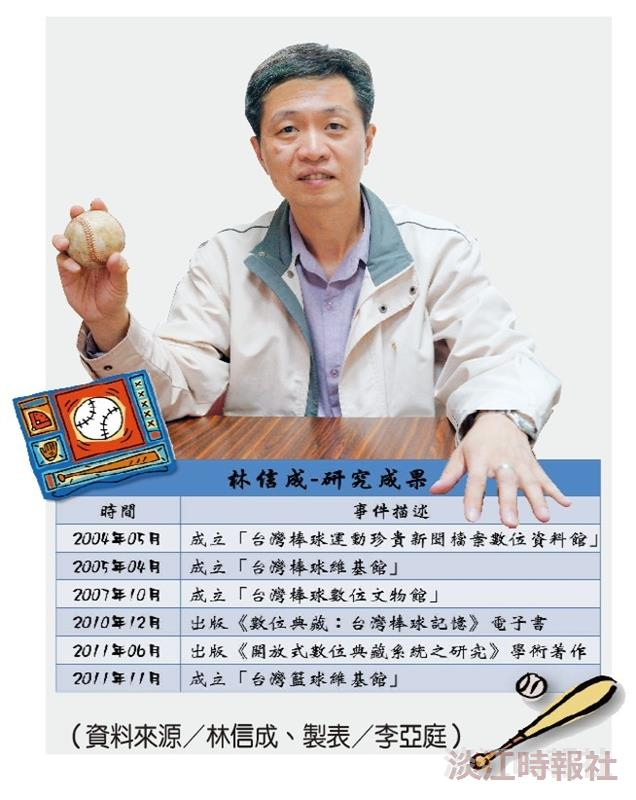 林信成-研究成果
時間 事件描述
2004年05月 成立「台灣棒球運動珍貴新聞檔案數位資料館」
2005年04月 成立「台灣棒球維基館」
2007年10月 成立「台灣棒球數位文物館」
2010年12月 出版《數位典藏：台灣棒球記憶》電子書
2011年06月 出版《開放式數位典藏系統之研究》學術著作
2011年11月 成立「台灣籃球維基館」
（資料來源／林信成、製表／李亞庭）
淡江時報社